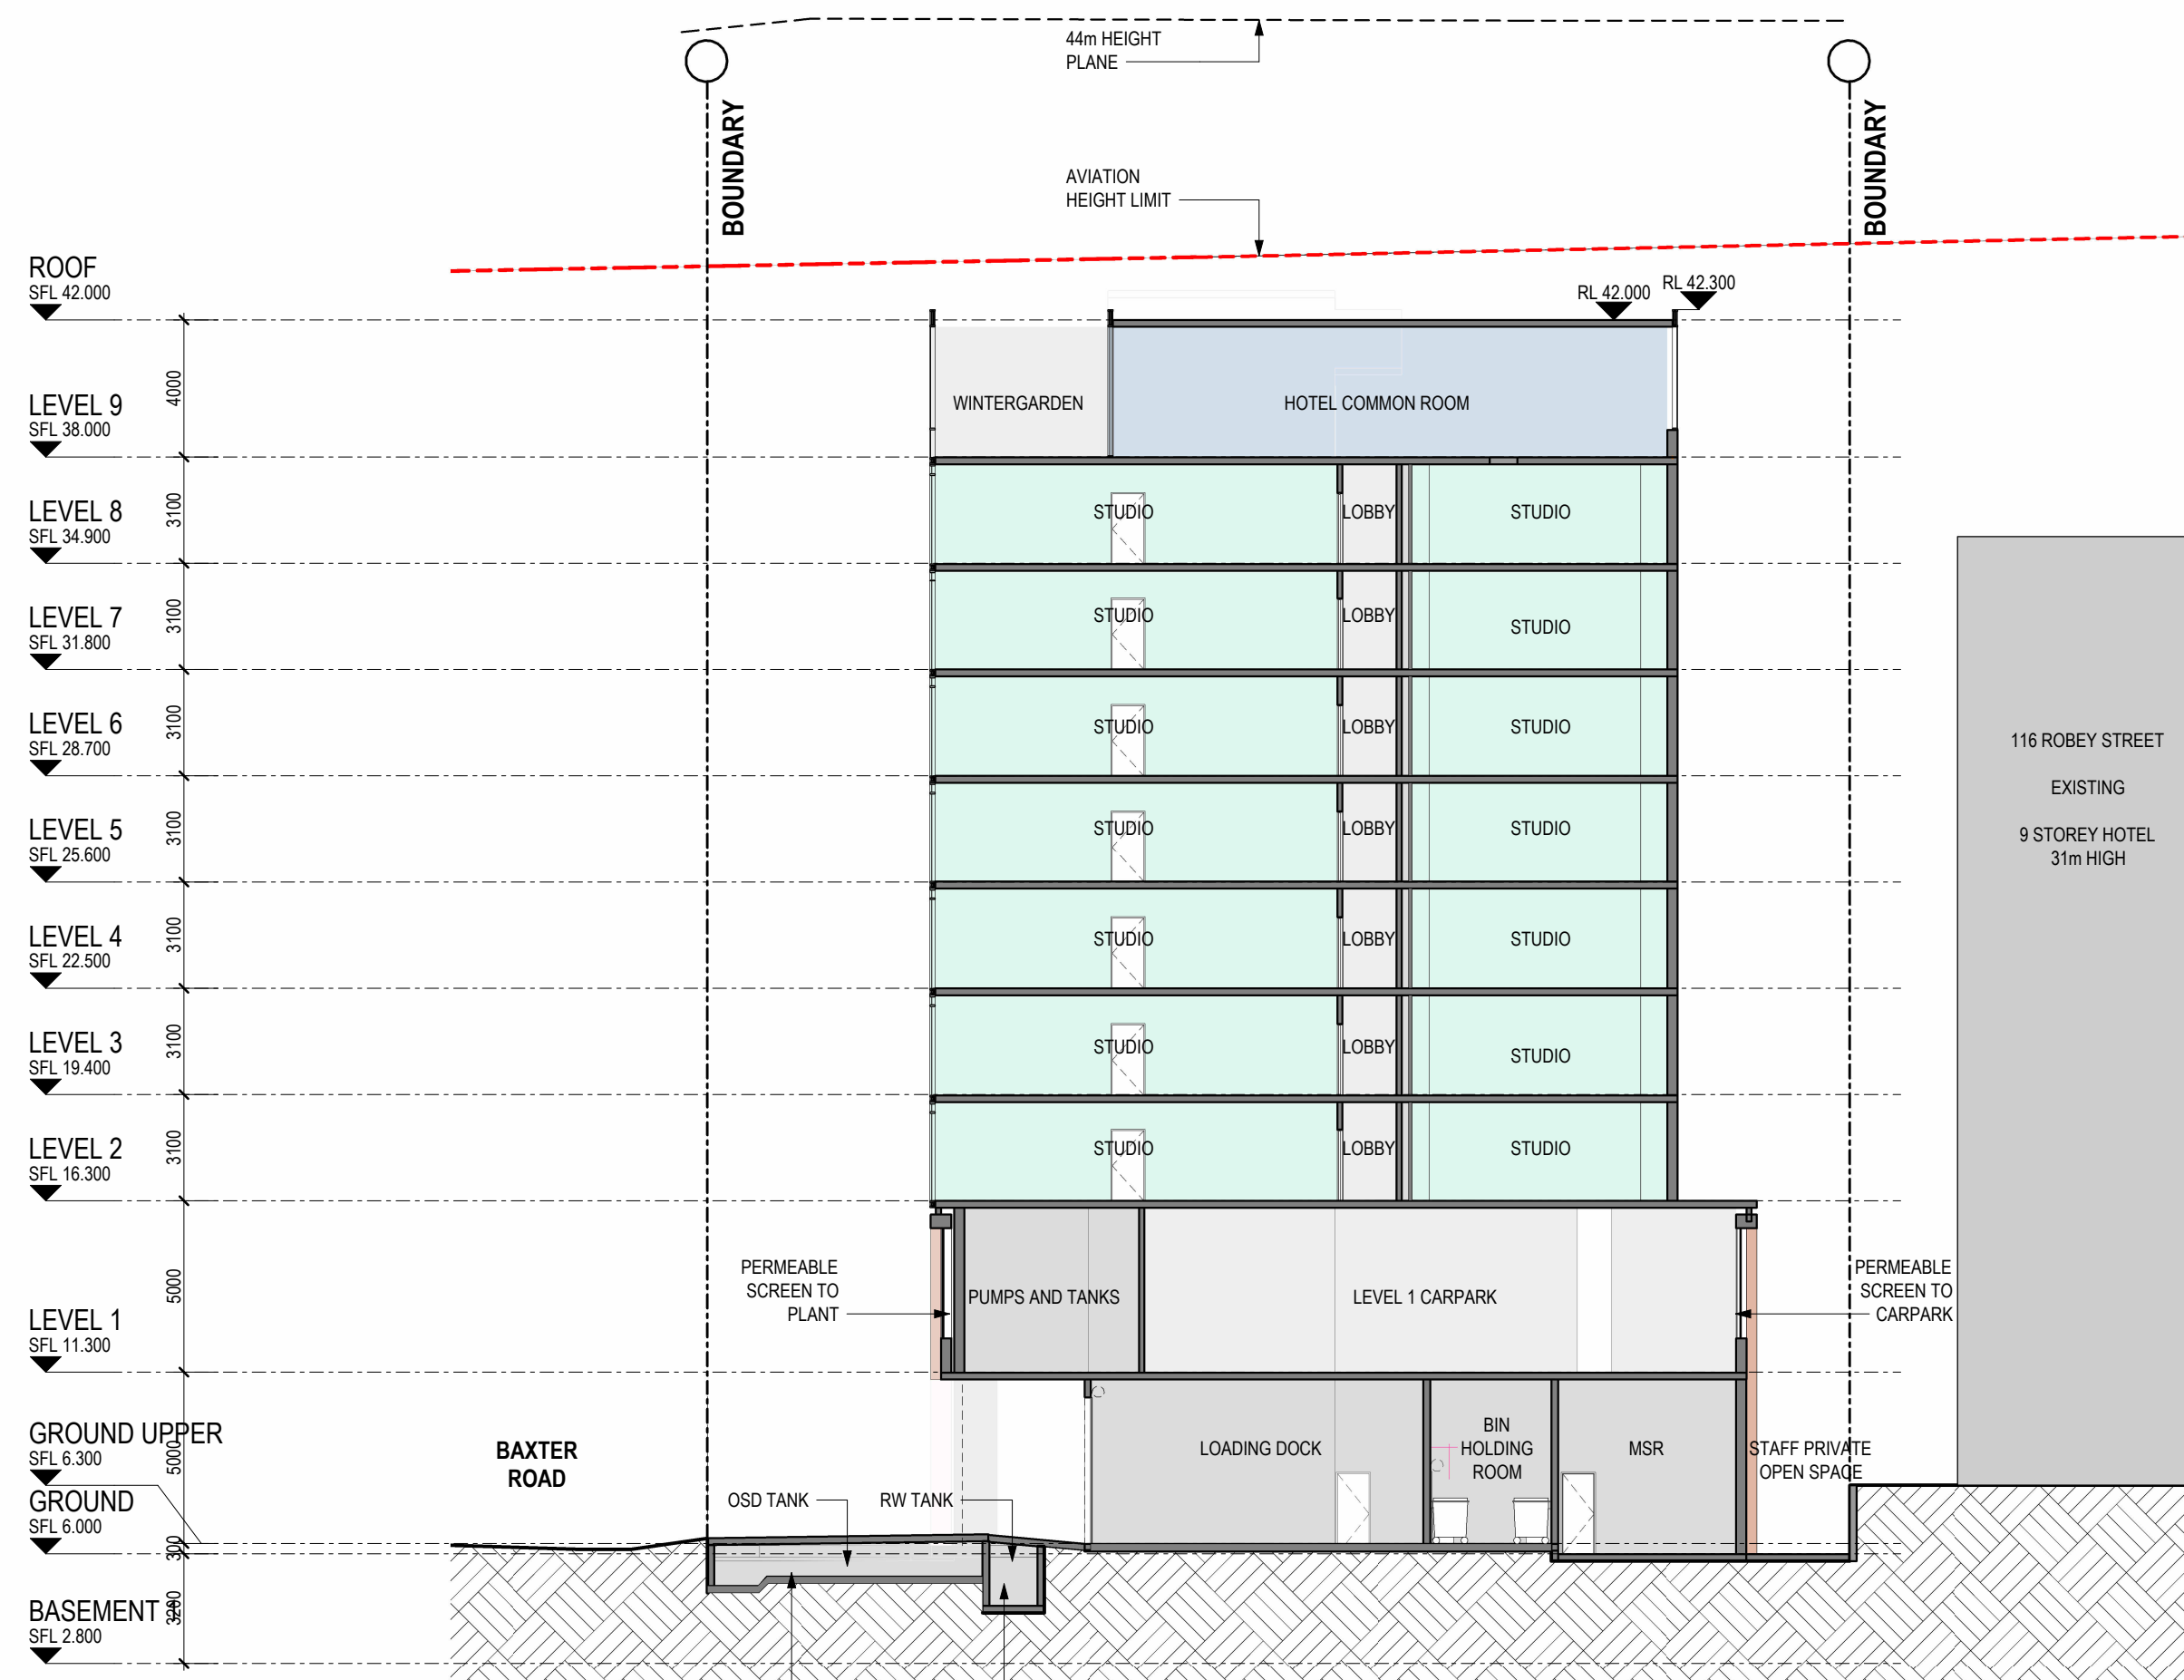 44m HEIGHT
PLANE
BOUNDARY
BOUNDARY
AVIATION
HEIGHT LIMIT
ROOF
SFL 42.000
RL 42.000
RL 42.300
4000
WINTERGARDEN
HOTEL COMMON ROOM
LEVEL 9
SFL 38.000
3100
STUDIO
LOBBY
STUDIO
LEVEL 8
SFL 34.900
3100
STUDIO
LOBBY
STUDIO
LEVEL 7
SFL 31.800
3100
STUDIO
LOBBY
STUDIO
LEVEL 6
SFL 28.700
3100
STUDIO
LOBBY
STUDIO
LEVEL 5
SFL 25.600
3100
STUDIO
LOBBY
STUDIO
LEVEL 4
SFL 22.500
3100
STUDIO
LOBBY
STUDIO
LEVEL 3
SFL 19.400
3100
STUDIO
LOBBY
STUDIO
LEVEL 2
SFL 16.300
116 ROBEY STREET
EXISTING
9 STOREY HOTEL
31m HIGH
5000
PERMEABLE
SCREEN TO
PLANT
PUMPS AND TANKS
LEVEL 1 CARPARK
PERMEABLE
SCREEN TO
CARPARK
LEVEL 1
SFL 11.300
5000
GROUND UPPER
SFL 6.300
BAXTER
ROAD
LOADING DOCK
BIN
HOLDING
ROOM
MSR
STAFF PRIVATE
OPEN SPACE
OSD TANK
RW TANK
GROUND
SFL 6.000
300
3200
BASEMENT
SFL 2.800